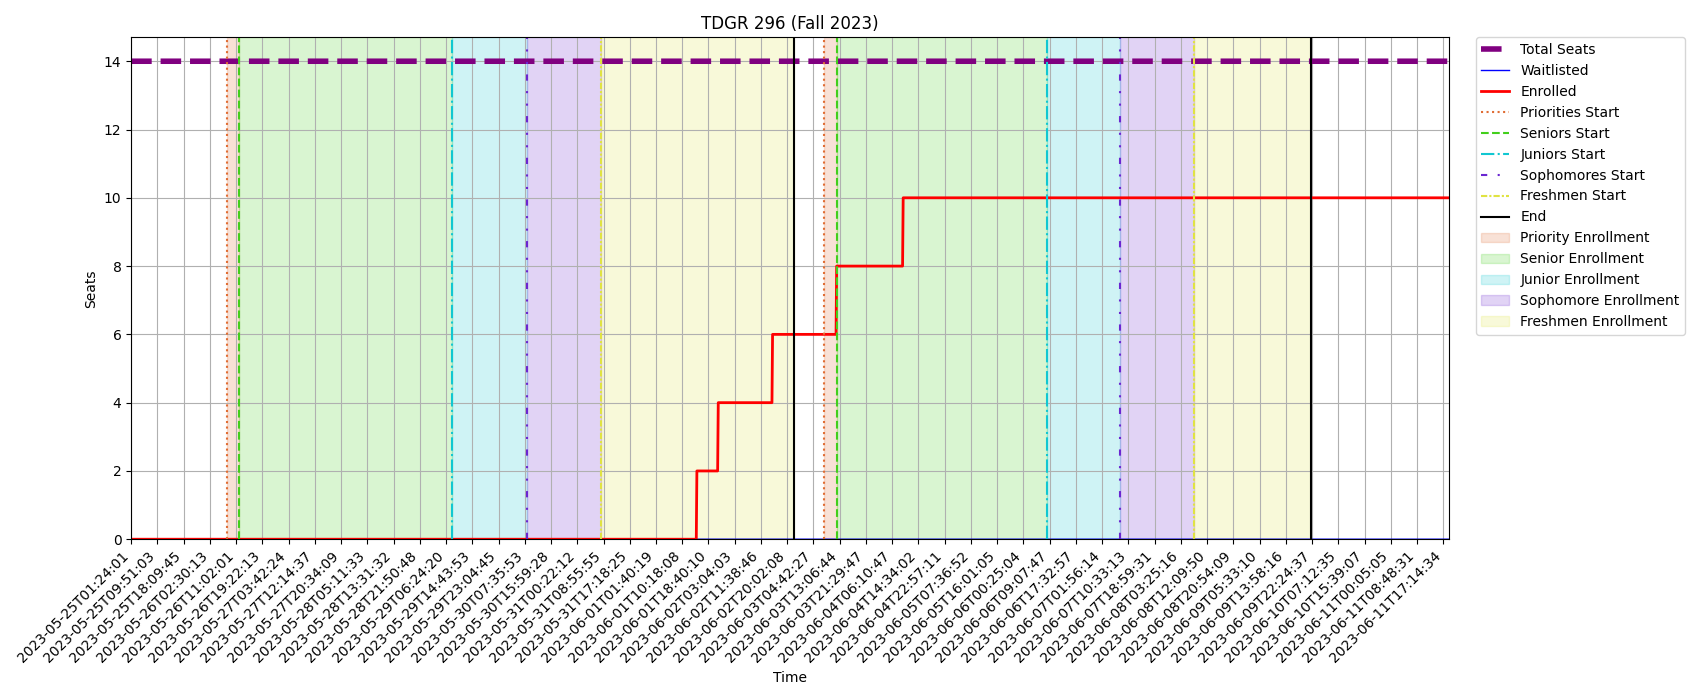 TDGR 296 (Fall 2023)
Seats
14
12
10
8
6
4
2
0
2023-05-25T01:24:01
2023-05-25T09:51:03
2023-05-25T18:09:45
2023-05-26T02:30:13
2023-05-26T11:02:01
2023-05-26T19:22:13
2023-05-27T03:42:24
2023-05-27T12:14:37
2023-05-27T20:34:09
2023-05-28T05:11:33
2023-05-28T13:31:32
2023-05-28T21:50:48
2023-05-29T06:24:20
2023-05-29T14:43:53
2023-05-29T23:04:45
2023-05-30T07:35:53
2023-05-30T15:59:28
2023-05-31T00:22:12
2023-05-31T08:55:55
2023-05-31T17:18:25
2023-06-01T01:40:19
2023-06-01T10:18:08
2023-06-01T18:40:10
2023-06-02T03:04:03
2023-06-02T11:38:46
2023-06-02T20:02:08
2023-06-03T04:42:27
2023-06-03T13:06:44
2023-06-03T21:29:47
2023-06-04T06:10:47
2023-06-04T14:34:02
2023-06-04T22:57:11
2023-06-05T07:36:52
2023-06-05T16:01:05
2023-06-06T00:25:04
2023-06-06T09:07:47
2023-06-06T17:32:57
2023-06-07T01:56:14
2023-06-07T10:33:13
2023-06-07T18:59:31
2023-06-08T03:25:16
2023-06-08T12:09:50
2023-06-08T20:54:09
2023-06-09T05:33:10
2023-06-09T13:58:16
2023-06-09T22:24:37
2023-06-10T07:12:35
2023-06-10T15:39:07
2023-06-11T00:05:05
2023-06-11T08:48:31
2023-06-11T17:14:34
Time
Total Seats
Waitlisted
Enrolled
Priorities Start
Seniors Start
Juniors Start
Sophomores Start
Freshmen Start
End
Priority Enrollment
Senior Enrollment
Junior Enrollment
Sophomore Enrollment
Freshmen Enrollment